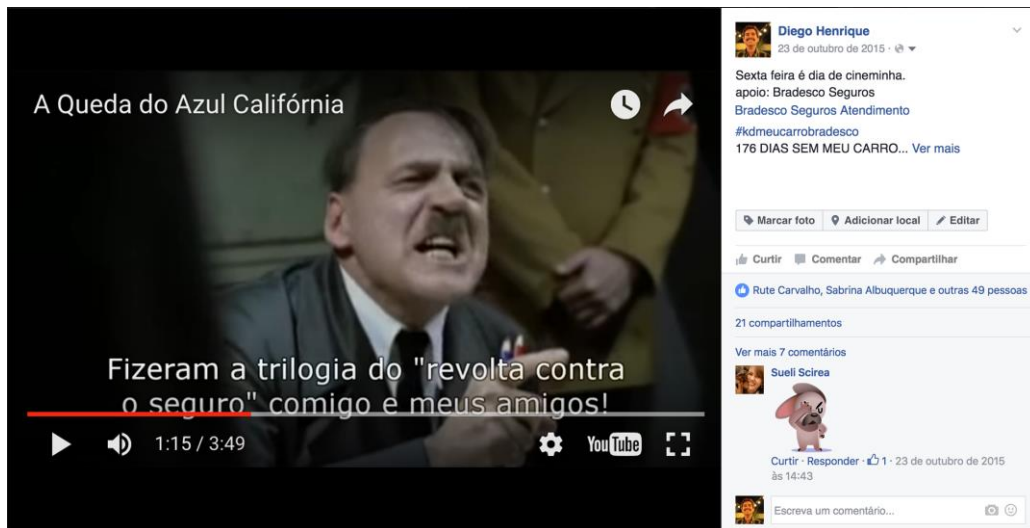 A Queda do Azul Califórnia
Fizeram a trilogia do "revolta contra
o seguro" comigo e meus amigos!
1:15 / 3:49
YouTube
Diego Henrique
23 de outubro de 2015 ·
Sexta feira é dia de cineminha.
apoio: Bradesco Seguros
Bradesco Seguros Atendimento
#kdmeucarrobradesco
176 DIAS SEM MEU CARRO... Ver mais
Marcar foto Adicionar local Editar
Curtir Comentar Compartilhar
Rute Carvalho, Sabrina Albuquerque e outras 49 pessoas
21 compartilhamentos
Ver mais 7 comentários
Sueli Scirea
Curtir · Responder · 1 · 23 de outubro de 2015
às 14:43
Escreva um comentário...